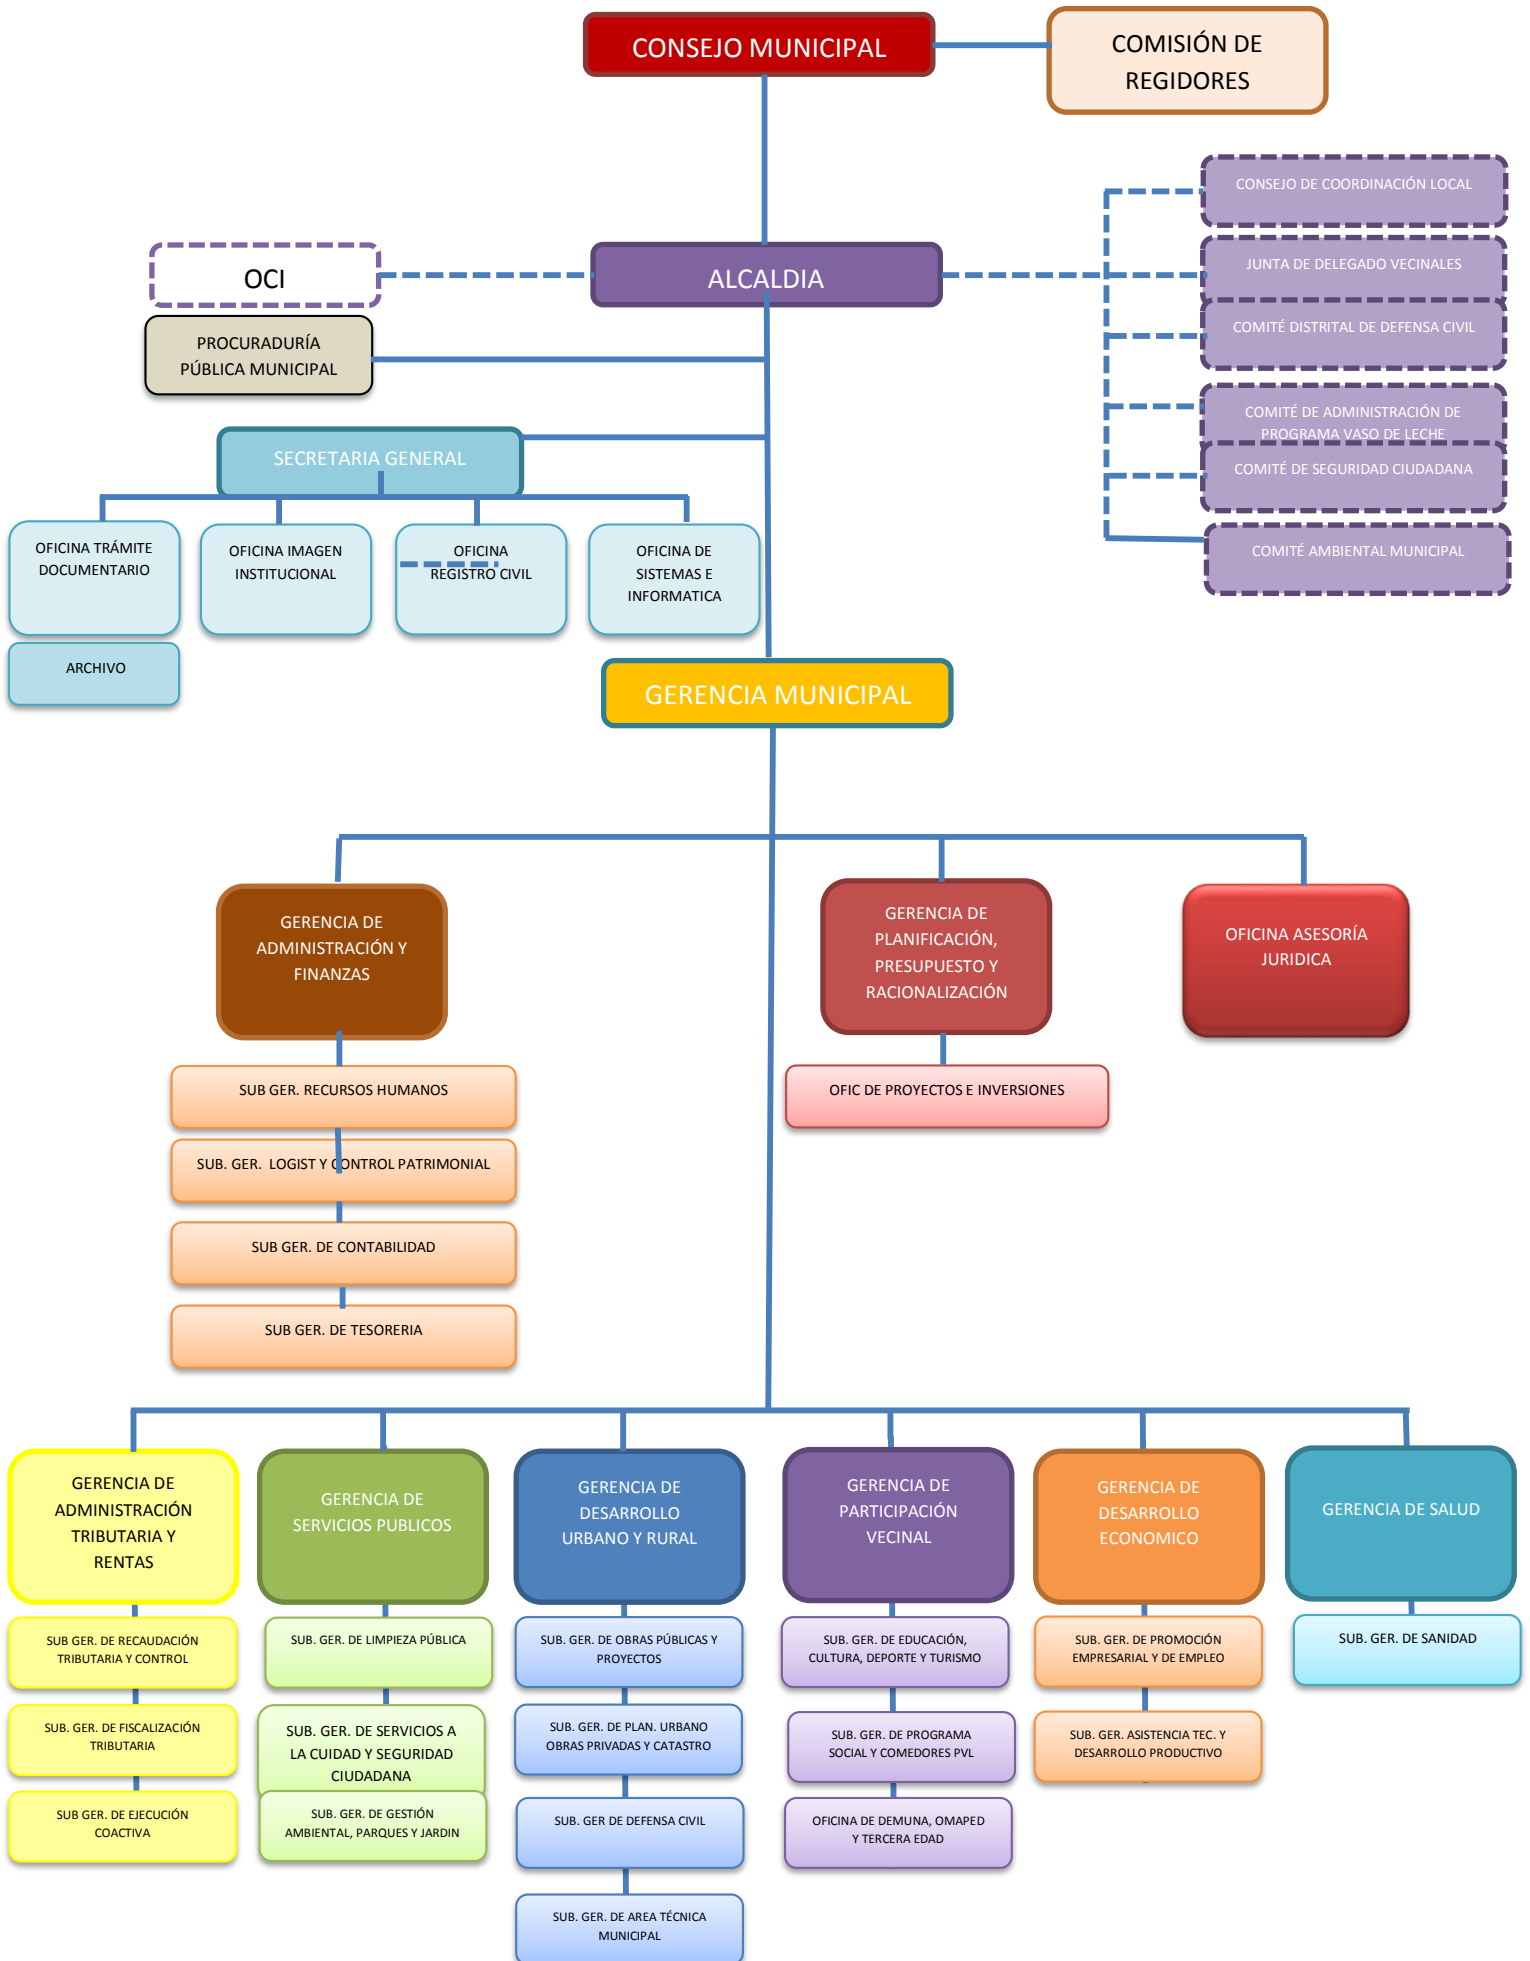 CONSEJO MUNICIPAL
COMISIÓN DE
REGIDORES
CONSEJO DE COORDINACIÓN LOCAL
OCI
ALCALDIA
JUNTA DE DELEGADO VECINALES
PROCURADURÍA
PÚBLICA MUNICIPAL
COMITÉ DISTRITAL DE DEFENSA CIVIL
COMITÉ DE ADMINISTRACIÓN DE
PROGRAMA VASO DE LECHE
SECRETARIA GENERAL
COMITÉ DE SEGURIDAD CIUDADANA
OFICINA TRÁMITE
DOCUMENTARIO
OFICINA IMAGEN
INSTITUCIONAL
OFICINA
REGISTRO CIVIL
OFICINA DE
SISTEMAS E
INFORMATICA
COMITÉ AMBIENTAL MUNICIPAL
ARCHIVO
GERENCIA MUNICIPAL
GERENCIA DE
ADMINISTRACIÓN Y
FINANZAS
GERENCIA DE
PLANIFICACIÓN,
PRESUPUESTO Y
RACIONALIZACIÓN
OFICINA ASESORÍA
JURIDICA
SUB GER. RECURSOS HUMANOS
OFIC DE PROYECTOS E INVERSIONES
SUB. GER. LOGIST Y CONTROL PATRIMONIAL
SUB GER. DE CONTABILIDAD
SUB GER. DE TESORERIA
GERENCIA DE
ADMINISTRACIÓN
TRIBUTARIA Y
RENTAS
GERENCIA DE
SERVICIOS PUBLICOS
GERENCIA DE
DESARROLLO
URBANO Y RURAL
GERENCIA DE
PARTICIPACIÓN
VECINAL
GERENCIA DE
DESARROLLO
ECONOMICO
GERENCIA DE SALUD
SUB GER. DE RECAUDACIÓN
TRIBUTARIA Y CONTROL
SUB. GER. DE LIMPIEZA PÚBLICA
SUB. GER. DE OBRAS PÚBLICAS Y
PROYECTOS
SUB. GER. DE EDUCACIÓN,
CULTURA, DEPORTE Y TURISMO
SUB. GER. DE PROMOCIÓN
EMPRESARIAL Y DE EMPLEO
SUB. GER. DE SANIDAD
SUB. GER. DE FISCALIZACIÓN
TRIBUTARIA
SUB. GER. DE SERVICIOS A
LA CUIDAD Y SEGURIDAD
CIUDADANA
SUB. GER. DE PLAN. URBANO
OBRAS PRIVADAS Y CATASTRO
SUB. GER. DE PROGRAMA
SOCIAL Y COMEDORES PVL
SUB. GER. ASISTENCIA TEC. Y
DESARROLLO PRODUCTIVO
SUB GER. DE EJECUCIÓN
COACTIVA
SUB. GER. DE GESTIÓN
AMBIENTAL, PARQUES Y JARDIN
SUB. GER DE DEFENSA CIVIL
OFICINA DE DEMUNA, OMAPED
Y TERCERA EDAD
SUB. GER. DE AREA TÉCNICA
MUNICIPAL